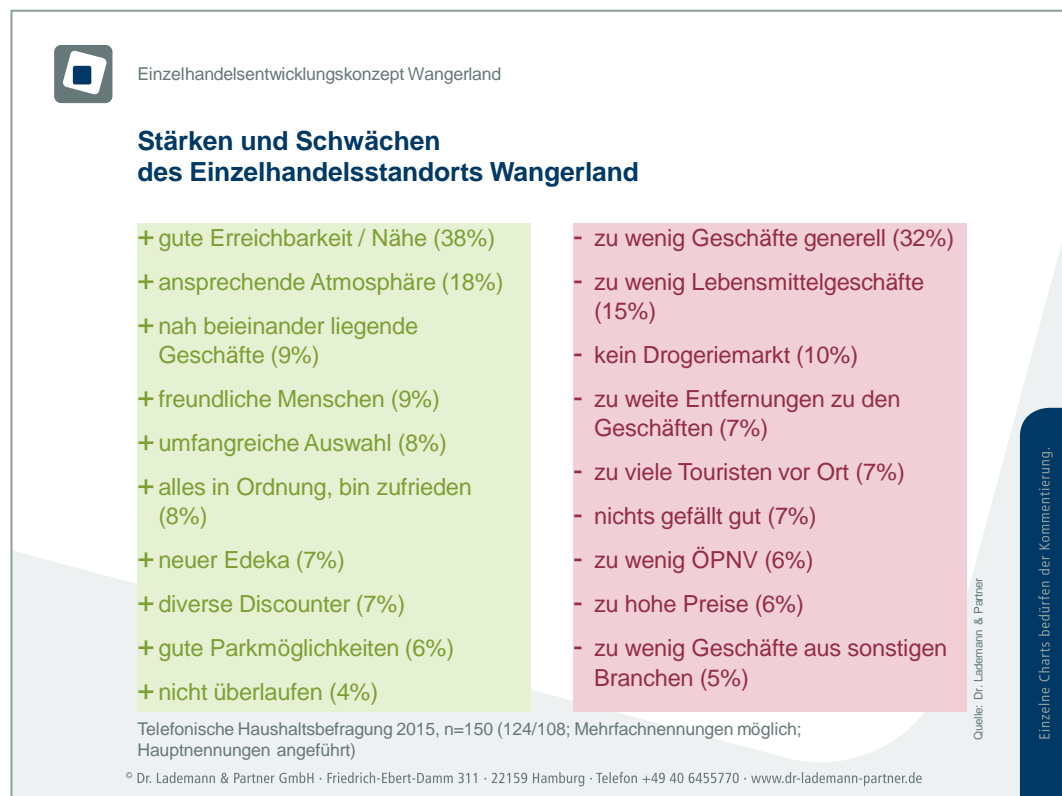 Einzelhandelsentwicklungskonzept Wangerland
Stärken und Schwächen
des Einzelhandelsstandorts Wangerland
+ gute Erreichbarkeit / Nähe (38%)
+ ansprechende Atmosphäre (18%)
+ nah beieinander liegende
Geschäfte (9%)
+ freundliche Menschen (9%)
+ umfangreiche Auswahl (8%)
+ alles in Ordnung, bin zufrieden
(8%)
+ neuer Edeka (7%)
+ diverse Discounter (7%)
+ gute Parkmöglichkeiten (6%)
+ nicht überlaufen (4%)
- zu wenig Geschäfte generell (32%)
- zu wenig Lebensmittelgeschäfte
(15%)
- kein Drogeriemarkt (10%)
- zu weite Entfernungen zu den
Geschäften (7%)
- zu viele Touristen vor Ort (7%)
- nichts gefällt gut (7%)
- zu wenig ÖPNV (6%)
- zu hohe Preise (6%)
- zu wenig Geschäfte aus sonstigen
Branchen (5%)
Telefonische Haushaltsbefragung 2015, n=150 (124/108; Mehrfachnennungen möglich;
Hauptnennungen angeführt)
Quelle: Dr. Lademann & Partner
Einzelne Charts bedürfen der Kommentierung.
© Dr. Lademann & Partner GmbH · Friedrich-Ebert-Damm 311 · 22159 Hamburg · Telefon +49 40 6455770 · www.dr-lademann-partner.de